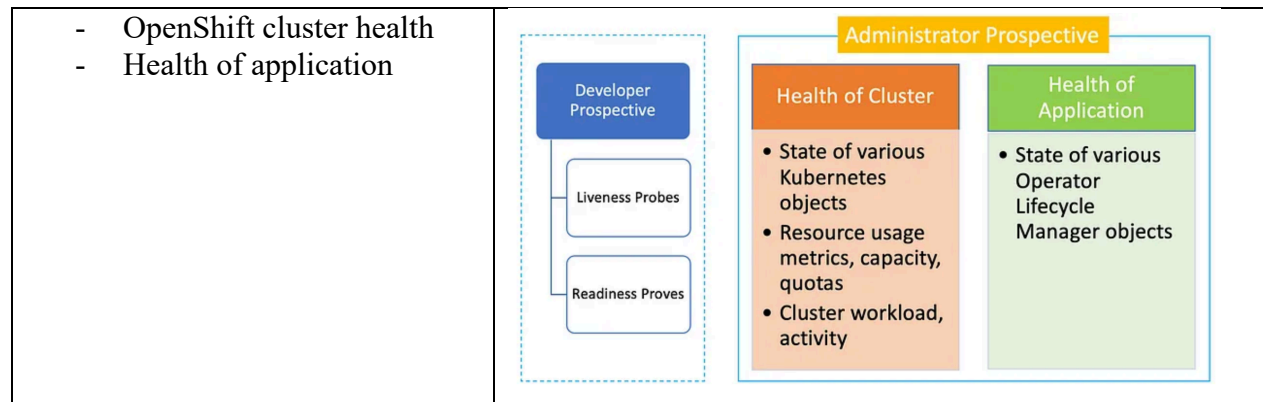 - OpenShift cluster health
- Health of application
Administrator Prospective
Developer
Prospective
Liveness Probes
Readiness Proves
Health of Cluster
• State of various
Kubernetes
objects
• Resource usage
metrics, capacity,
quotas
• Cluster workload,
activity
Health of
Application
• State of various
Operator
Lifecycle
Manager objects